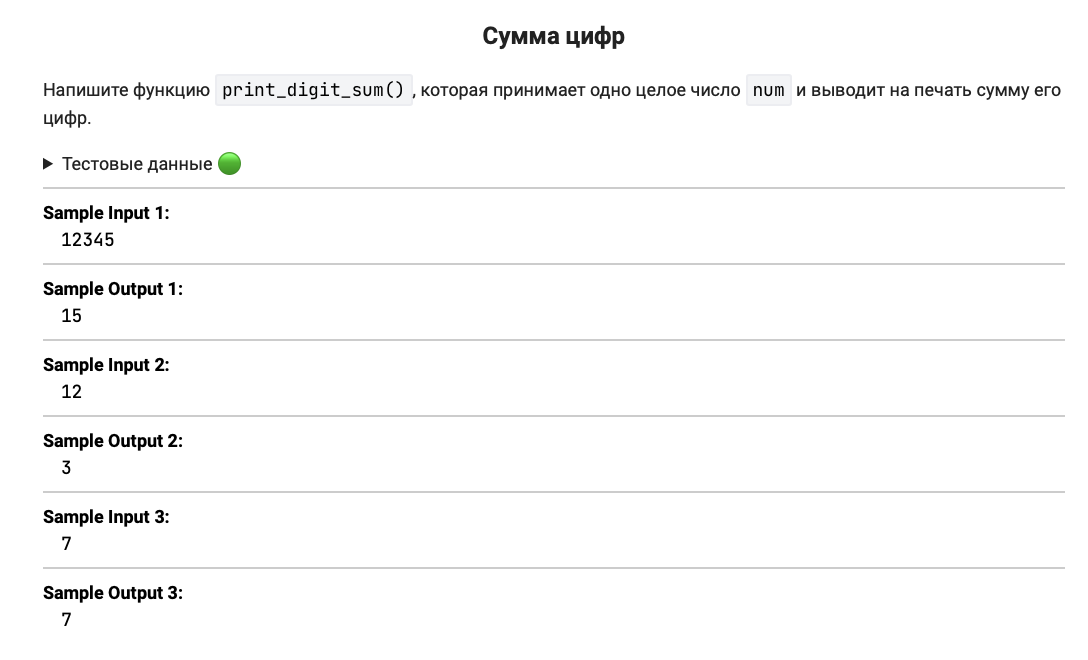 Сумма цифр
Напишите функцию print_digit_sum() , которая принимает одно целое число num и выводит на печать сумму его
цифр.
Тестовые данные
Sample Input 1:
12345
Sample Output 1:
15
Sample Input 2:
12
Sample Output 2:
3
Sample Input 3:
7
Sample Output 3:
7